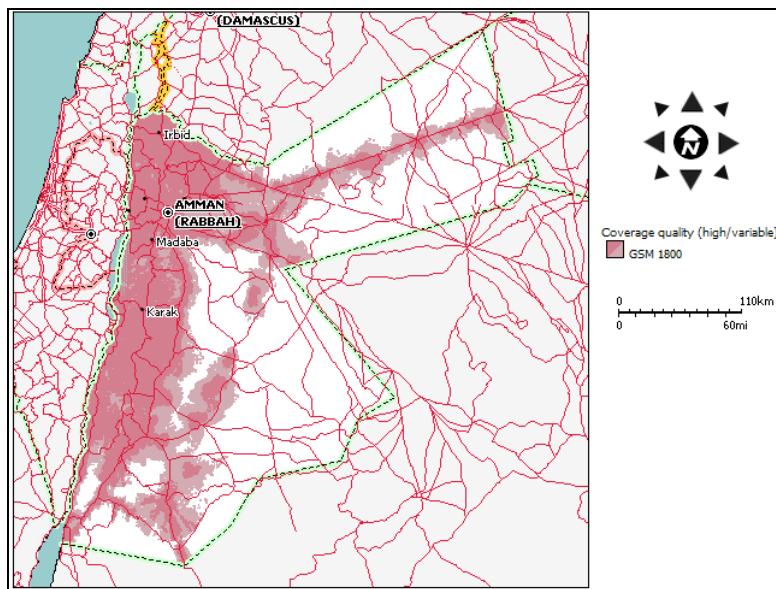 (DAMASCUS)
Irbid
AMMAN
(RABBAH)
Madaba
Karak
N
Coverage quality (high/variable)
GSM 1800
0 110km
0 60mi